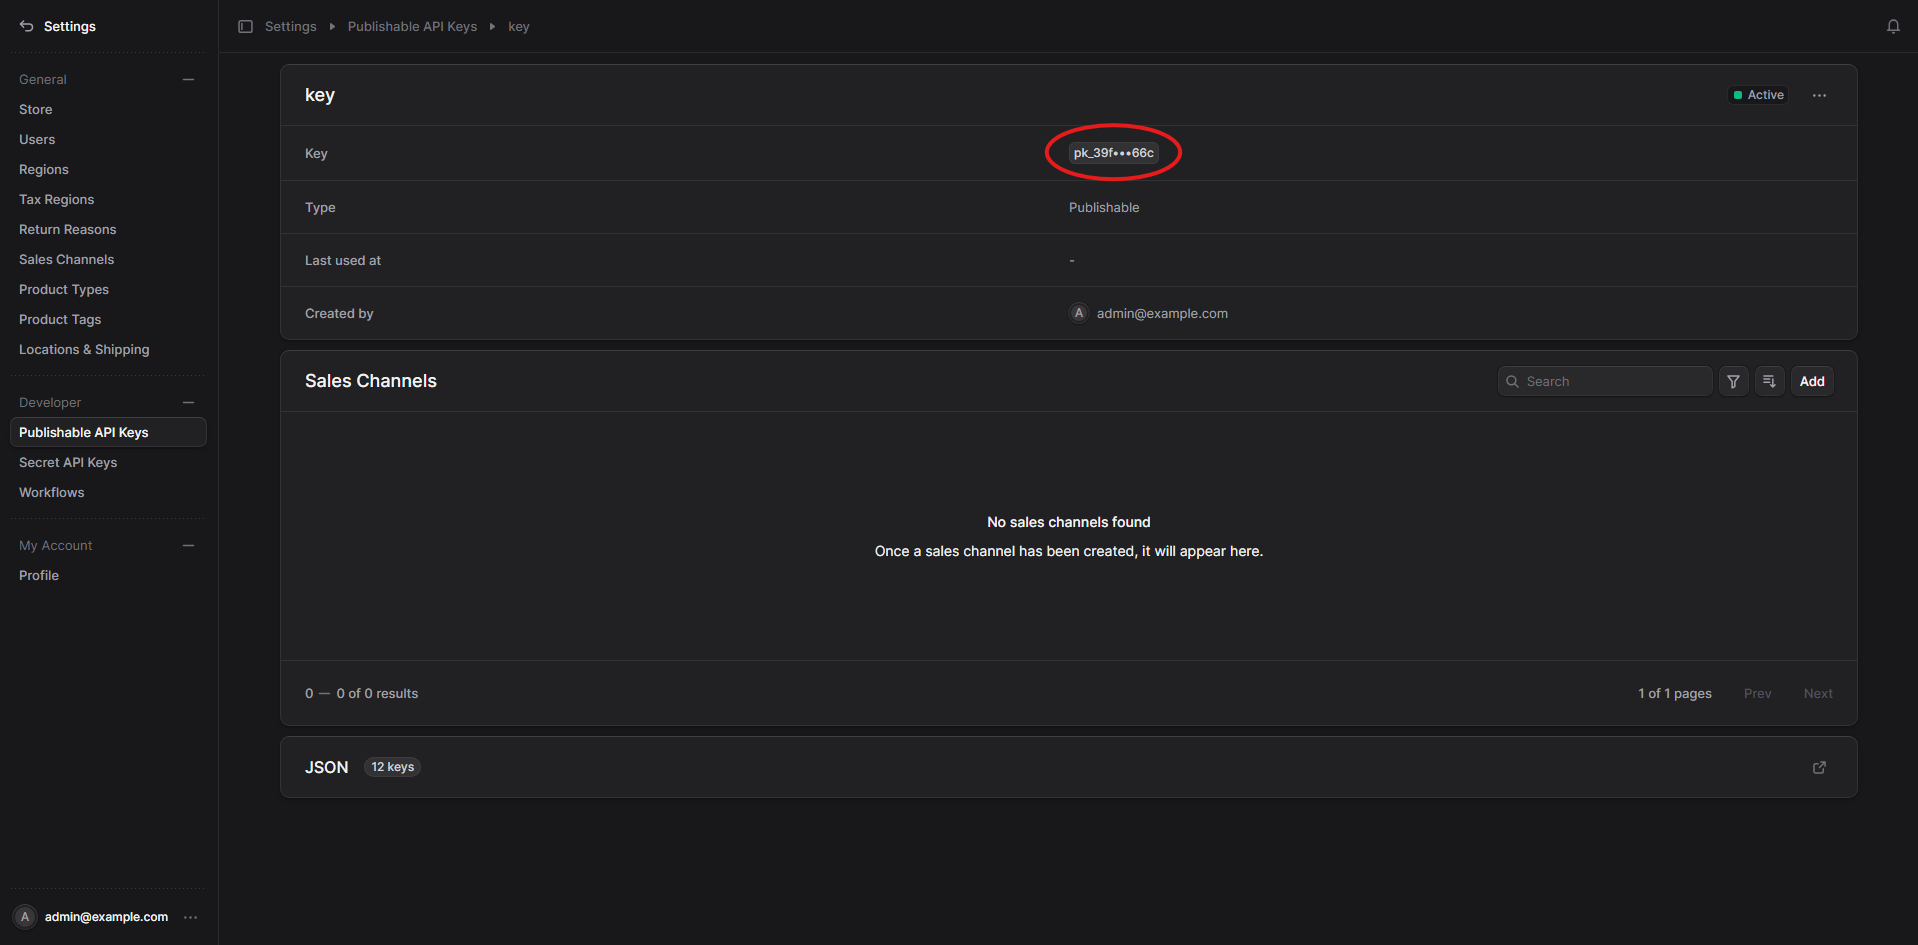 Settings
Settings Publishable API Keys key
General
Store
Users
Regions
Tax Regions
Return Reasons
Sales Channels
Product Types
Product Tags
Locations & Shipping
Developer
Publishable API Keys
Secret API Keys
Workflows
My Account
Profile
A admin@example.com
key
Active
Key pk_39f•••66c
Type Publishable
Last used at -
Created by A admin@example.com
Sales Channels
Search Add
No sales channels found
Once a sales channel has been created, it will appear here.
0 — 0 of 0 results
1 of 1 pages Prev Next
JSON 12 keys